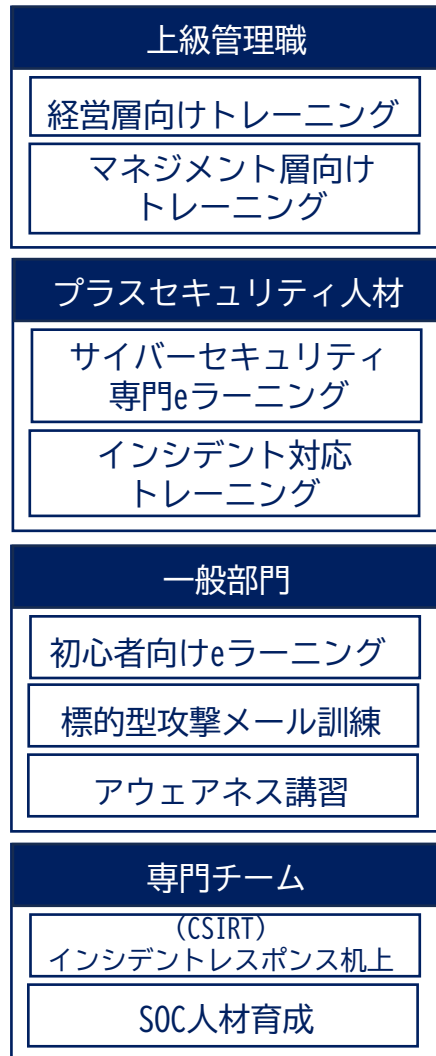 上級管理職
経営層向けトレーニング
マネジメント層向け
トレーニング
プラスセキュリティ人材
サイバーセキュリティ
専門eラーニング
インシデント対応
トレーニング
一般部門
初心者向けeラーニング
標的型攻撃メール訓練
アウェアネス講習
専門チーム
(CSIRT)
インシデントレスポンス机上
SOC人材育成